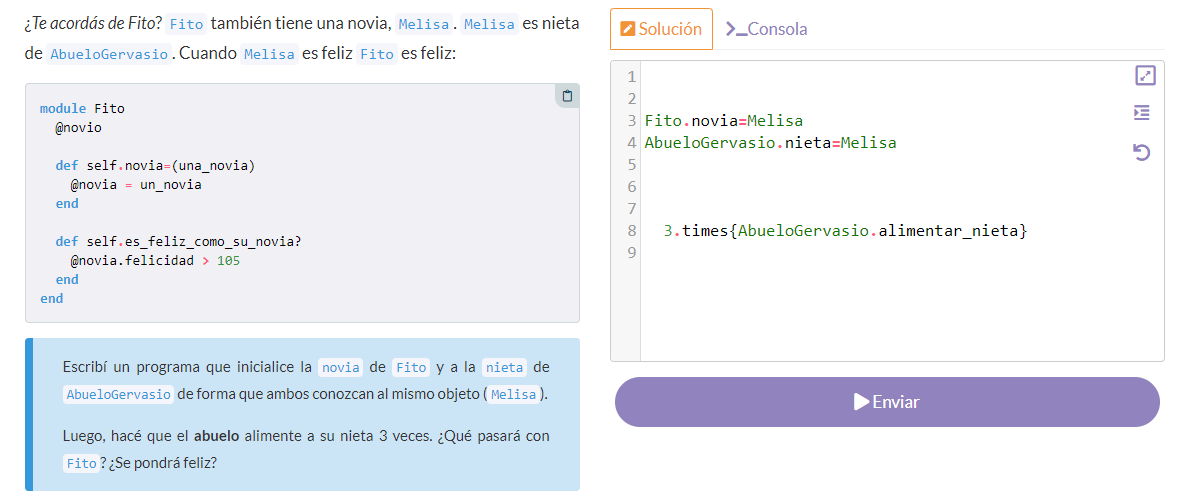 ¿Te acordás de Fito? Fito también tiene una novia, Melisa. Melisa es nieta
de AbueloGervasio. Cuando Melisa es feliz Fito es feliz:
module Fito
@novio
def self.novia=(una_novia)
@novia = un_novia
end
def self.es_feliz_como_su_novia?
@novia.felicidad > 105
end
end
Escribí un programa que inicialice la novia de Fito y a la nieta de
AbueloGervasio de forma que ambos conozcan al mismo objeto (Melisa).
Luego, hacé que el abuelo alimente a su nieta 3 veces. ¿Qué pasará con
Fito? ¿Se pondrá feliz?
Solución
Consola
1
2
3 Fito.novia=Melisa
4 AbueloGervasio.nieta=Melisa
5
6
7
8 3.times{AbueloGervasio.alimentar_nieta}
9
Enviar